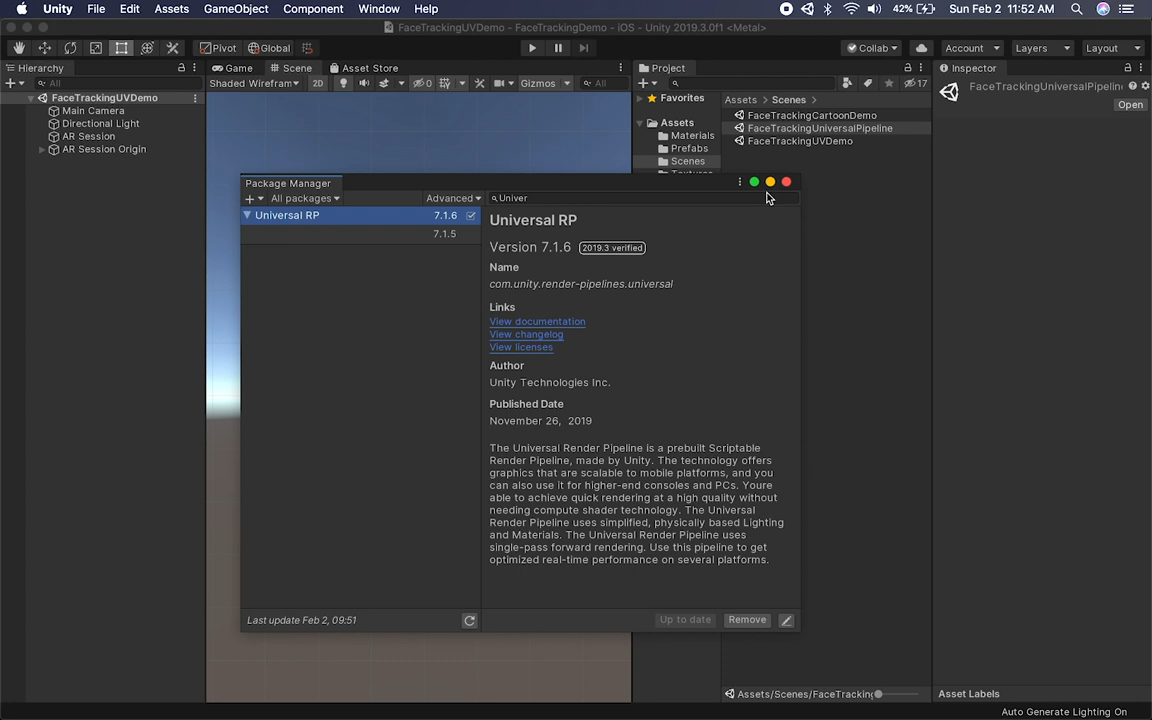 Unity File Edit Assets GameObject Component Window Help 42% Sun Feb 2 11:52 AM
FaceTrackingUVDemo - FaceTrackingDemo - iOS - Unity 2019.3.0f1 <Metal>
Pivot Global Collab Account Layers Layout
Hierarchy Game Scene Asset Store Project Inspector
All Shaded Wireframe 2D 0 Gizmos All 17
FaceTrackingUVDemo
Main Camera
Directional Light
AR Session
AR Session Origin
Favorites
Assets
Materials
Prefabs
Scenes
Assets > Scenes >
FaceTrackingCartoonDemo
FaceTrackingUniversalPipeline
FaceTrackingUVDemo
FaceTrackingUniversalPipelin
Open
Package Manager
All packages Advanced Univer
Universal RP 7.1.6
7.1.5
Universal RP
Version 7.1.6 2019.3 verified
Name
com.unity.render-pipelines.universal
Links
View documentation
View changelog
View licenses
Author
Unity Technologies Inc.
Published Date
November 26, 2019
The Universal Render Pipeline is a prebuilt Scriptable
Render Pipeline, made by Unity. The technology offers
graphics that are scalable to mobile platforms, and you
can also use it for higher-end consoles and PCs. Youre
able to achieve quick rendering at a high quality without
needing compute shader technology. The Universal
Render Pipeline uses simplified, physically based Lighting
and Materials. The Universal Render Pipeline uses
single-pass forward rendering. Use this pipeline to get
optimized real-time performance on several platforms.
Last update Feb 2, 09:51
Up to date Remove
Assets/Scenes/FaceTracking
Asset Labels
Auto Generate Lighting On